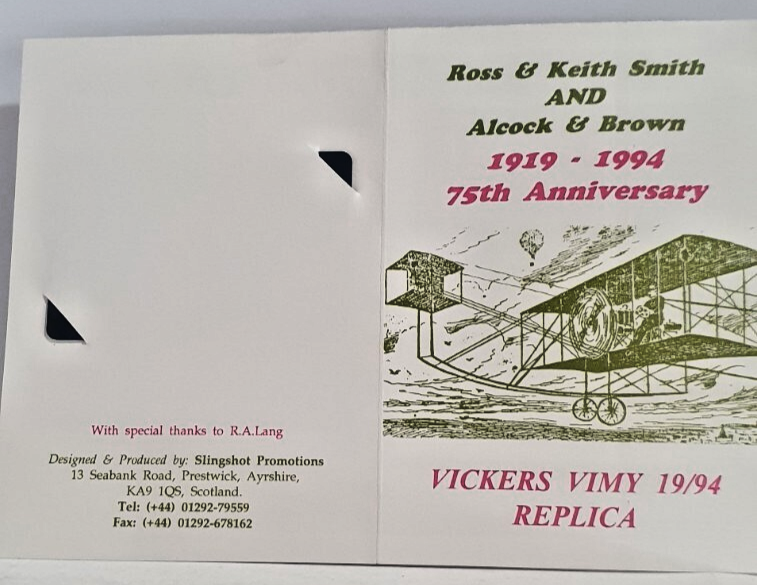 With special thanks to R.A.Lang
Designed & Produced by: Slingshot Promotions
13 Seabank Road, Prestwick, Ayrshire,
KA9 1QS, Scotland.
Tel: (+44) 01292-79559
Fax: (+44) 01292-678162
Ross & Keith Smith
AND
Alcock & Brown
1919 - 1994
75th Anniversary
VICKERS VIMY 19/94
REPLICA